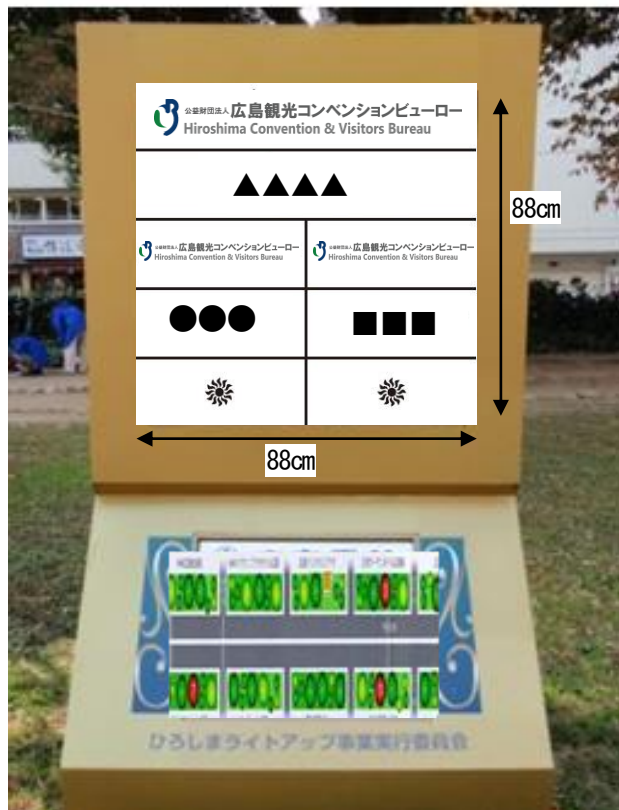 公益財団法人 広島観光コンベンションビューロー
Hiroshima Convention & Visitors Bureau
▲▲▲▲
公益財団法人 広島観光コンベンションビューロー
Hiroshima Convention & Visitors Bureau
公益財団法人 広島観光コンベンションビューロー
Hiroshima Convention & Visitors Bureau
●●● ■■■
88cm
88cm
ひろしまライトアップ事業実行委員会